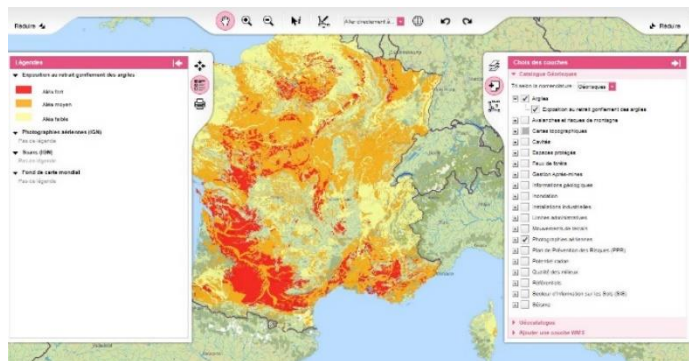 Réduire
Aller directement à...
Réduire
Légendes
Exposition au retrait gonflement des argiles
Aléa fort
Aléa moyen
Aléa faible
Photographies aériennes (IGN)
Pas de légende
Scans (IGN)
Pas de légende
Fond de carte mondial
Pas de légende
Choix des couches
Catalogue Géorisques
Tri selon la nomenclature : Géorisques
Argiles
Exposition au retrait gonflement des argiles
Avalanches et risques de montagne
Cartes topographiques
Cavités
Espaces protégés
Feux de forêts
Gestion Après-mines
Informations géologiques
Inondation
Installations industrielles
Limites administratives
Mouvements de terrain
Photographies aériennes
Plan de Prévention des Risques (PPR)
Potentiel radon
Qualité des milieux
Référentiels
Secteur d'information sur les Sols (SIS)
Séisme
Géocatalogue
Ajouter une couche WMS